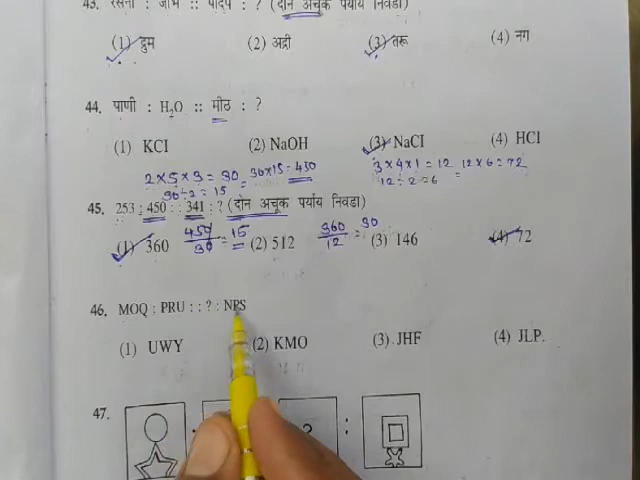 43. रसना : जीभ :: पादप : ? (दोन अचूक पर्याय निवडा)
(1) द्रुम (2) अद्री (3) तरू (4) नग
44. पाणी : H₂O :: मीठ : ?
(1) KCl (2) NaOH (3) NaCl (4) HCl
2×5×3=30 = 30×15=450 3×4×1=12 12×6=72
30÷2=15 12÷2=6 =
45. 253 : 450 : : 341 : ? (दोन अचूक पर्याय निवडा)
(1) 360 450/30 = 15 (2) 512 360/12 = 30 (3) 146 (4) 72
46. MOQ : PRU : : ? : NPS
(1) UWY (2) KMO (3) JHF (4) JLP.
47.
: ? :